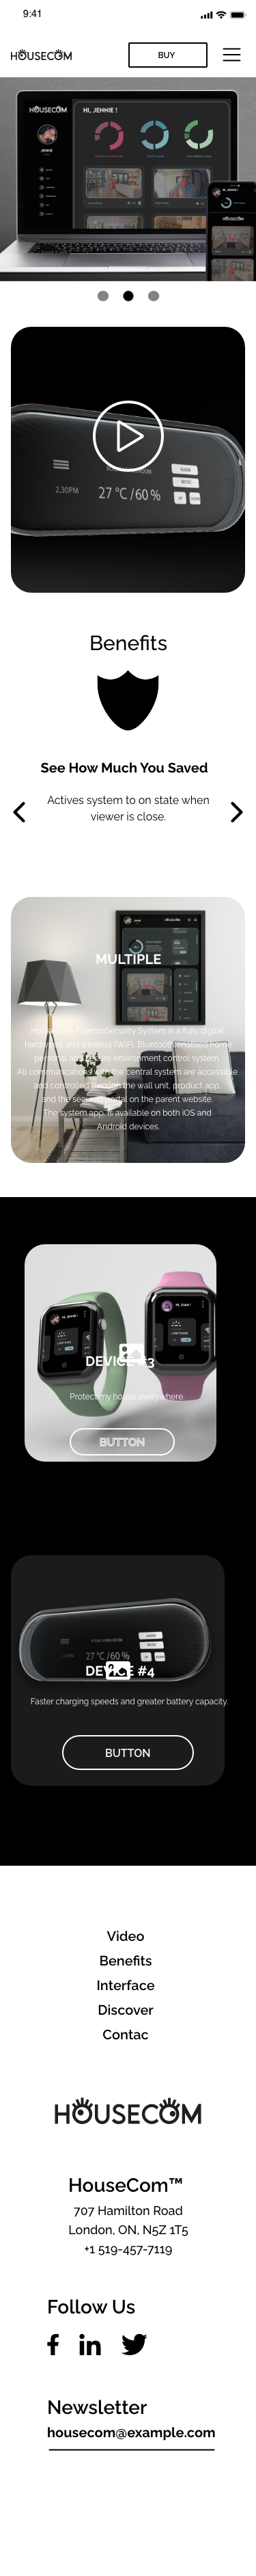 9:41
HOUSECOM
BUY
HOUSECOM
HI, JENNIE !
HOUSECOM
2.30PM
27 °C / 60 %
Benefits
See How Much You Saved
Actives system to on state when
viewer is close.
MULTIPLE
HouseCom ThermoSecurity System is a fully digital,
hardwired and wireless (WiFi, Bluetooth) enabled home
personal and secure environment control system.
All communications with the central system are accessible
and controlled through the wall unit, product app
and the secured portal on the parent website.
The system app, is available on both iOS and
Android devices.
DEVICE #3
Protect my house everywhere.
BUTTON
27 °C / 60 %
DEVICE #4
Faster charging speeds and greater battery capacity.
BUTTON
Video
Benefits
Interface
Discover
Contac
HOUSECOM
HouseCom™
707 Hamilton Road
London, ON, N5Z 1T5
+1 519-457-7119
Follow Us
Newsletter
housecom@example.com